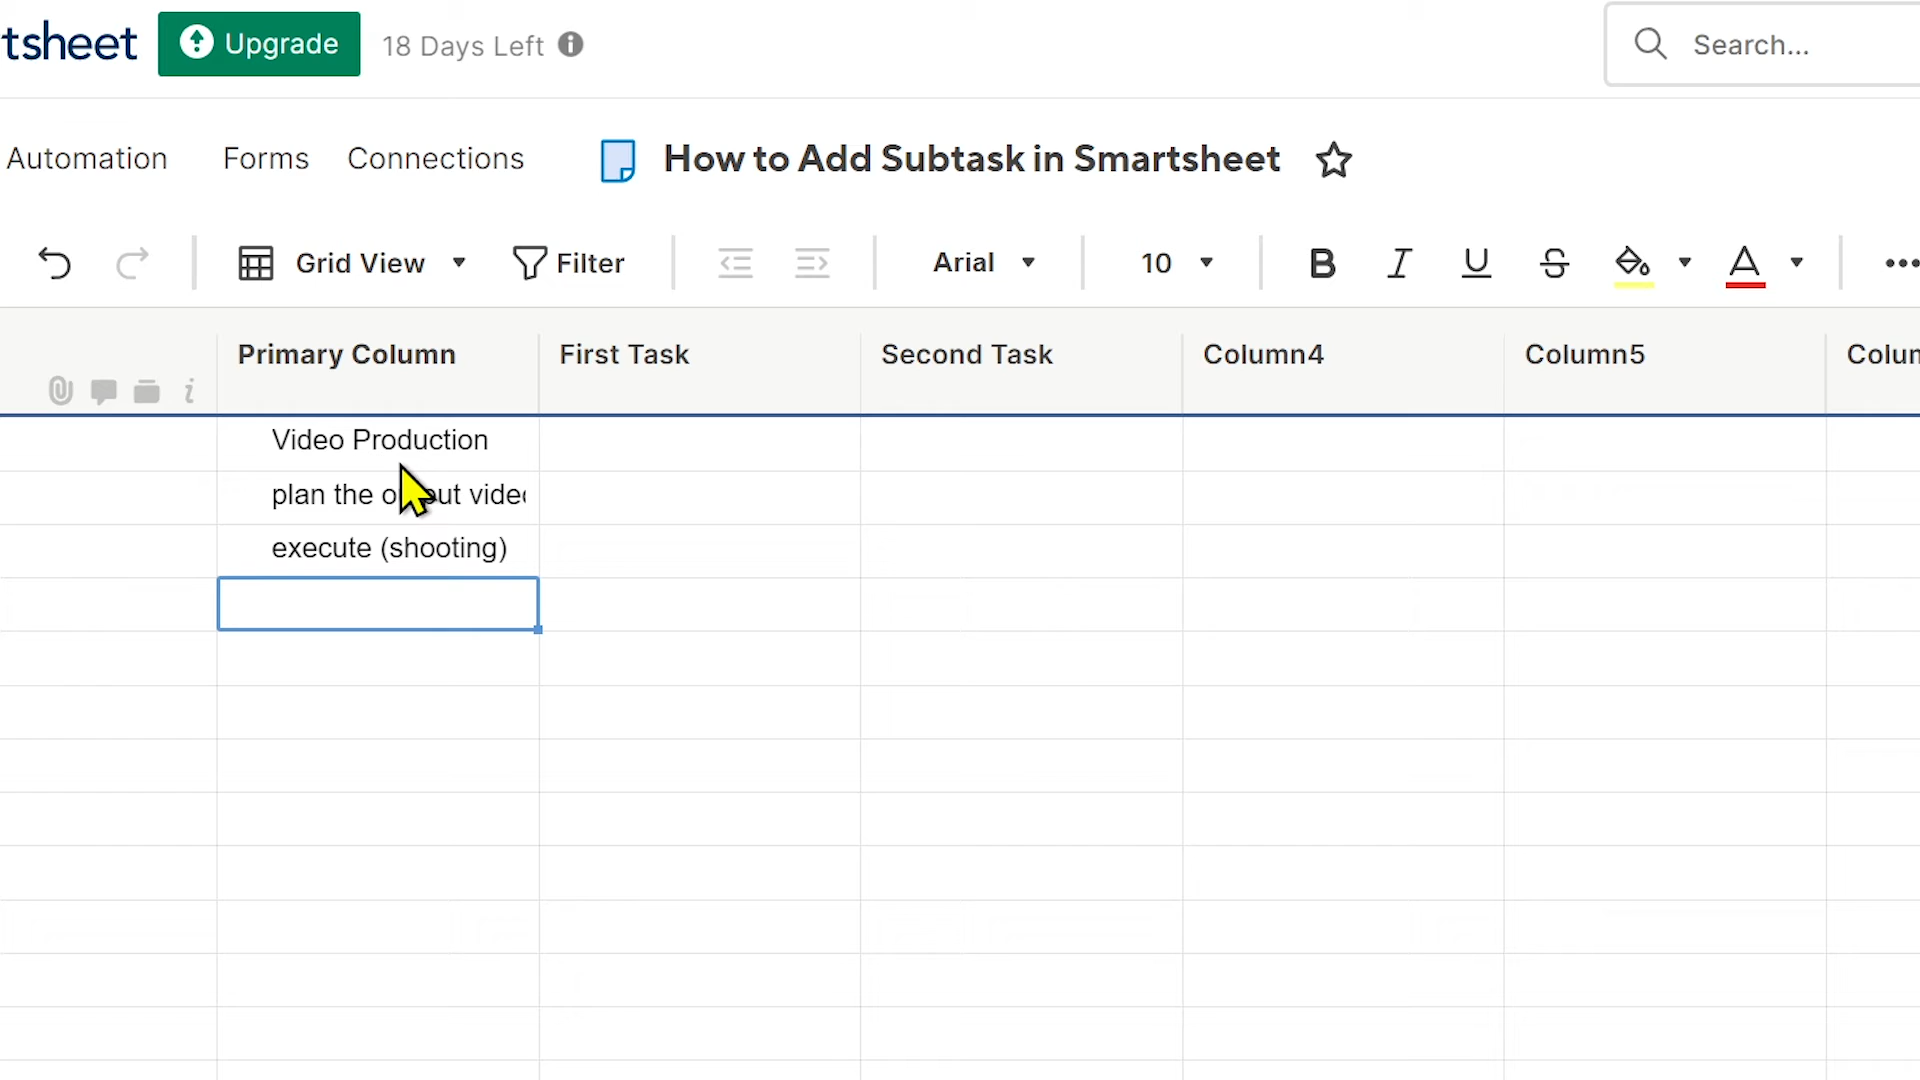 tsheet Upgrade 18 Days Left Search...
Automation Forms Connections How to Add Subtask in Smartsheet
Grid View Filter Arial 10 B I U S A
Primary Column First Task Second Task Column4 Column5 Colum
Video Production
plan the o ut vide
execute (shooting)